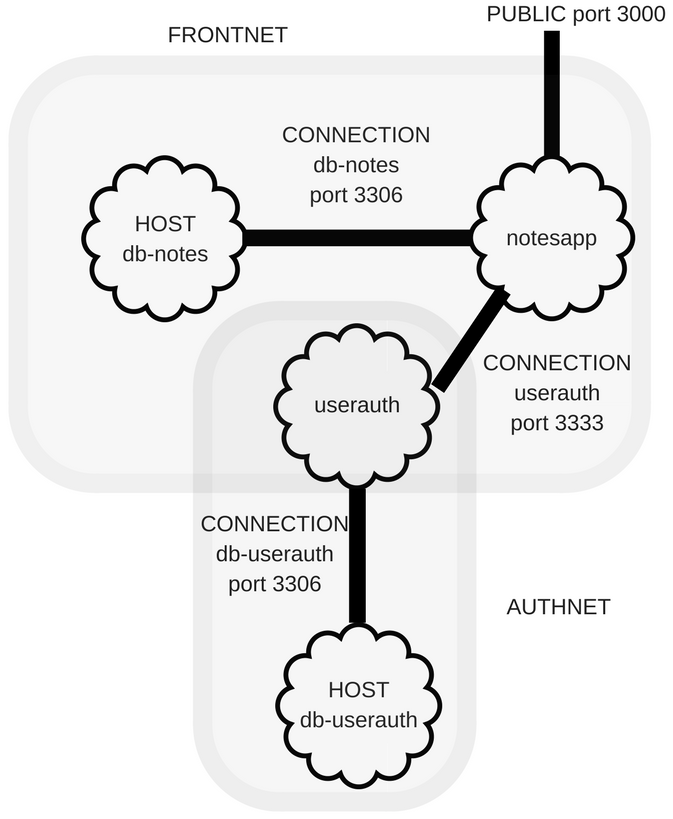 PUBLIC port 3000
FRONTNET
CONNECTION
db-notes
port 3306
HOST
db-notes
notesapp
CONNECTION
userauth
port 3333
userauth
CONNECTION
db-userauth
port 3306
AUTHNET
HOST
db-userauth